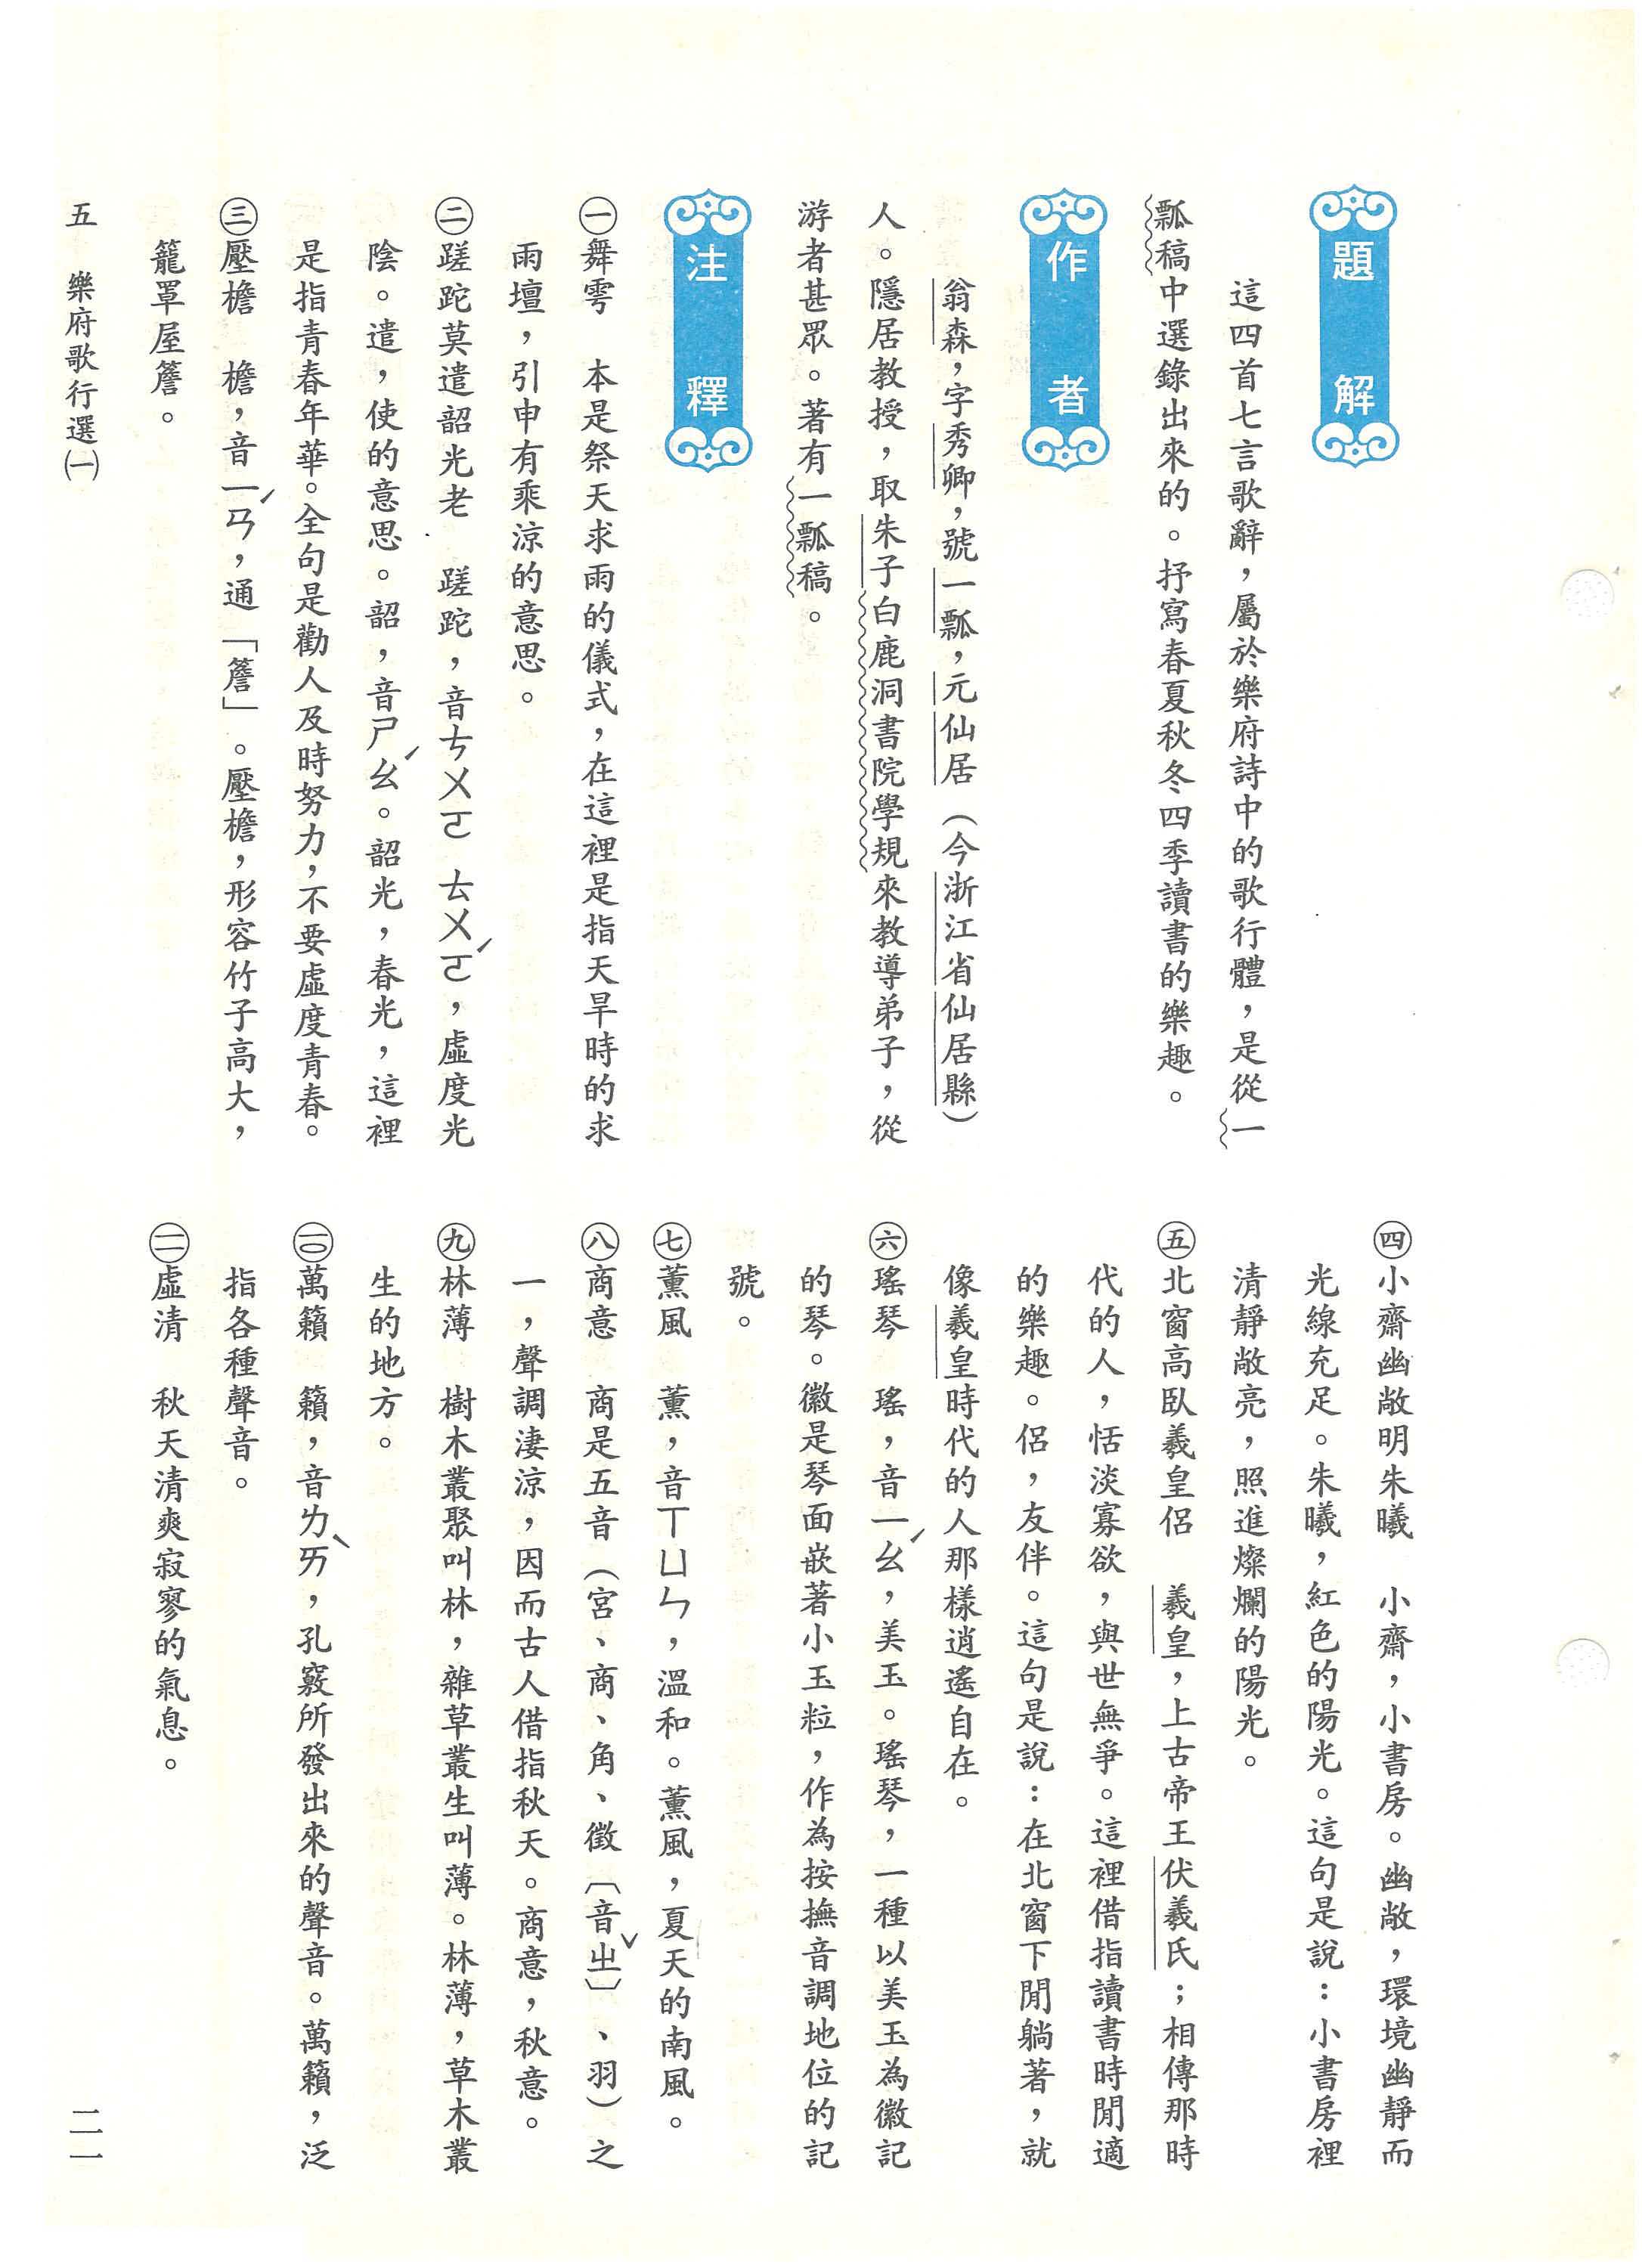 題解
這四首七言歌辭，屬於樂府詩中的歌行體，是從一
瓢稿中選錄出來的。抒寫春夏秋冬四季讀書的樂趣。
作者
翁森，字秀卿，號一瓢，元仙居（今浙江省仙居縣）
人。隱居教授，取朱子白鹿洞書院學規來教導弟子，從
游者甚眾。著有一瓢稿。
注釋
㊀舞雩　本是祭天求雨的儀式，在這裡是指天旱時的求
雨壇，引申有乘涼的意思。
㊁蹉跎莫遣韶光老　蹉跎，音ㄘㄨㄛ ㄊㄨㄛˊ，虛度光
陰。遣，使的意思。韶，音ㄕㄠˊ。韶光，春光，這裡
是指青春年華。全句是勸人及時努力，不要虛度青春。
㊂壓檐　檐，音ㄧㄢˊ，通「簷」。壓檐，形容竹子高大，
籠罩屋簷。
㊃小齋幽敞明朱曦　小齋，小書房。幽敞，環境幽靜而
光線充足。朱曦，紅色的陽光。這句是說：小書房裡
清靜敞亮，照進燦爛的陽光。
㊄北窗高臥羲皇侶　羲皇，上古帝王伏羲氏；相傳那時
代的人，恬淡寡欲，與世無爭。這裡借指讀書時閒適
的樂趣。侶，友伴。這句是說：在北窗下閒躺著，就
像羲皇時代的人那樣逍遙自在。
㊅瑤琴　瑤，音ㄧㄠˊ，美玉。瑤琴，一種以美玉為徽記
的琴。徽是琴面嵌著小玉粒，作為按撫音調地位的記
號。
㊆薰風　薰，音ㄒㄩㄣ，溫和。薰風，夏天的南風。
㊇商意　商是五音（宮、商、角、徵〔音ㄓˇ〕、羽）之
一，聲調淒涼，因而古人借指秋天。商意，秋意。
㊈林薄　樹木叢聚叫林，雜草叢生叫薄。林薄，草木叢
生的地方。
㊀〇萬籟　籟，音ㄌㄞˋ，孔竅所發出來的聲音。萬籟，泛
指各種聲音。
㊀㊀虛清　秋天清爽寂寥的氣息。
五　樂府歌行選㈠
二一